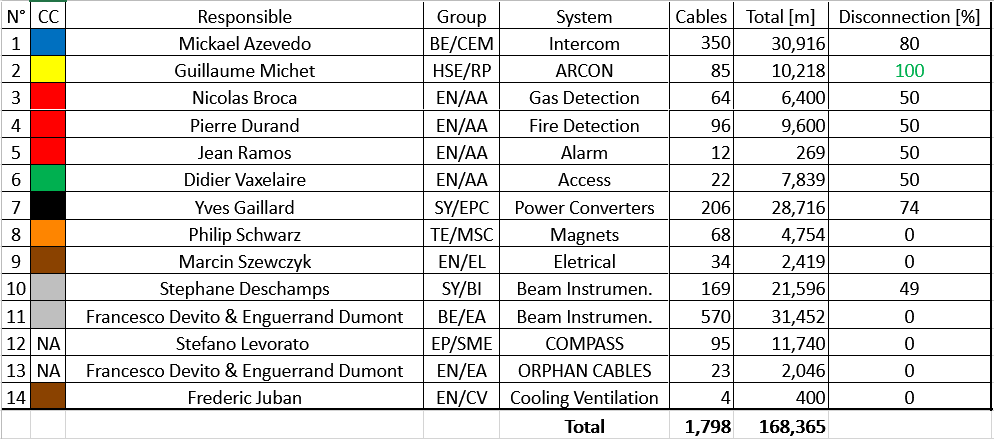 N° CC Responsible Group System Cables Total [m] Disconnection [%]
1 Mickael Azevedo BE/CEM Intercom 350 30,916 80
2 Guillaume Michet HSE/RP ARCON 85 10,218 100
3 Nicolas Broca EN/AA Gas Detection 64 6,400 50
4 Pierre Durand EN/AA Fire Detection 96 9,600 50
5 Jean Ramos EN/AA Alarm 12 269 50
6 Didier Vaxelaire EN/AA Access 22 7,839 50
7 Yves Gaillard SY/EPC Power Converters 206 28,716 74
8 Philip Schwarz TE/MSC Magnets 68 4,754 0
9 Marcin Szewczyk EN/EL Eletrical 34 2,419 0
10 Stephane Deschamps SY/BI Beam Instrumen. 169 21,596 49
11 Francesco Devito & Enguerrand Dumont BE/EA Beam Instrumen. 570 31,452 0
12 NA Stefano Levorato EP/SME COMPASS 95 11,740 0
13 NA Francesco Devito & Enguerrand Dumont EN/EA ORPHAN CABLES 23 2,046 0
14 Frederic Juban EN/CV Cooling Ventilation 4 400 0
Total 1,798 168,365